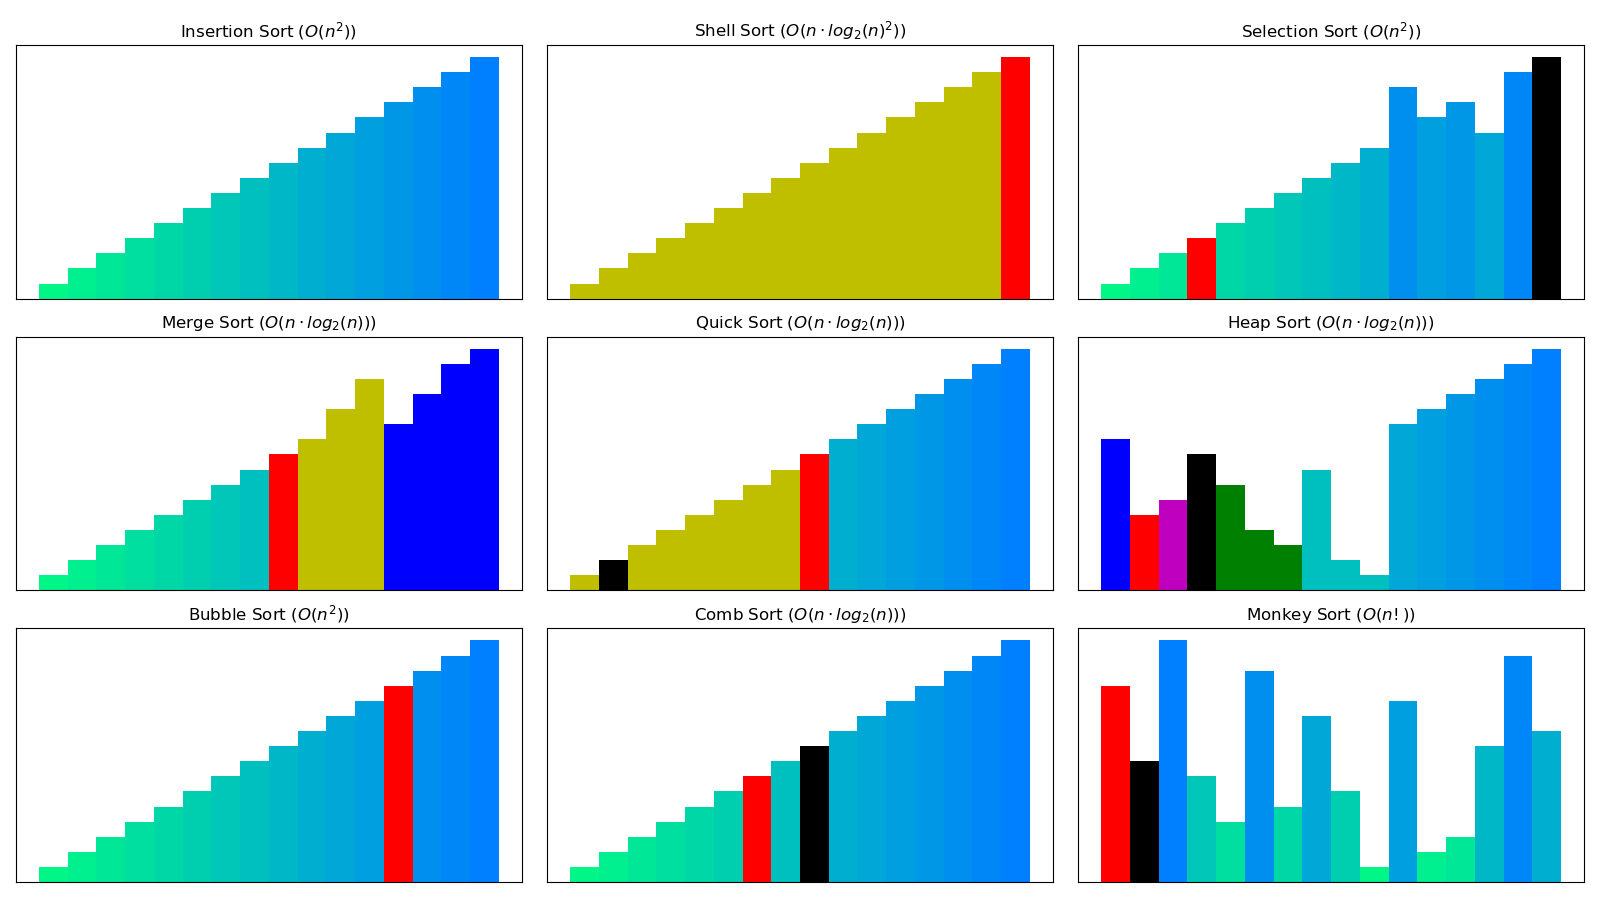 Insertion Sort (O(n²))
Shell Sort (O(n · log₂(n)²))
Selection Sort (O(n²))
Merge Sort (O(n · log₂(n)))
Quick Sort (O(n · log₂(n)))
Heap Sort (O(n · log₂(n)))
Bubble Sort (O(n²))
Comb Sort (O(n · log₂(n)))
Monkey Sort (O(n!))